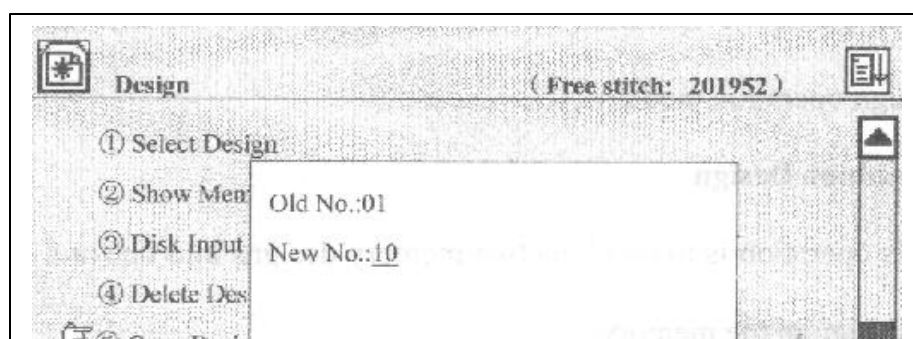 Design
( Free stitch: 201952 )
① Select Design
② Show Mem
Old No.:01
③ Disk Input
New No.:10
④ Delete Des